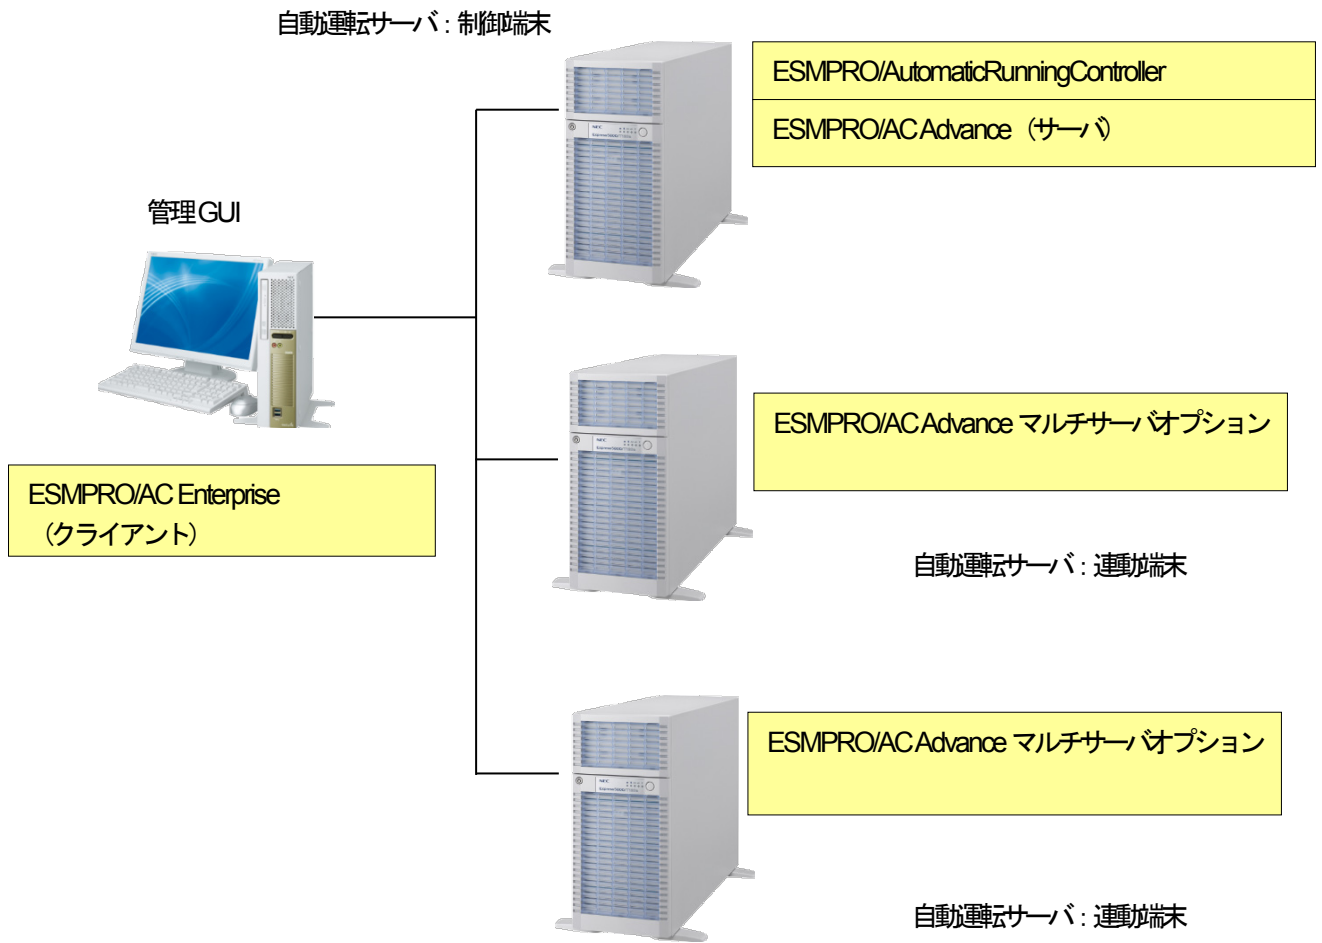 自動運転サーバ：制御端末
ESMPRO/AutomaticRunningController
ESMPRO/AC Advance （サーバ）
管理 GUI
NEC
ESMPRO/AC Advance マルチサーバオプション
NEC
ESMPRO/AC Enterprise
（クライアント）
自動運転サーバ：連動端末
ESMPRO/AC Advance マルチサーバオプション
NEC
自動運転サーバ：連動端末